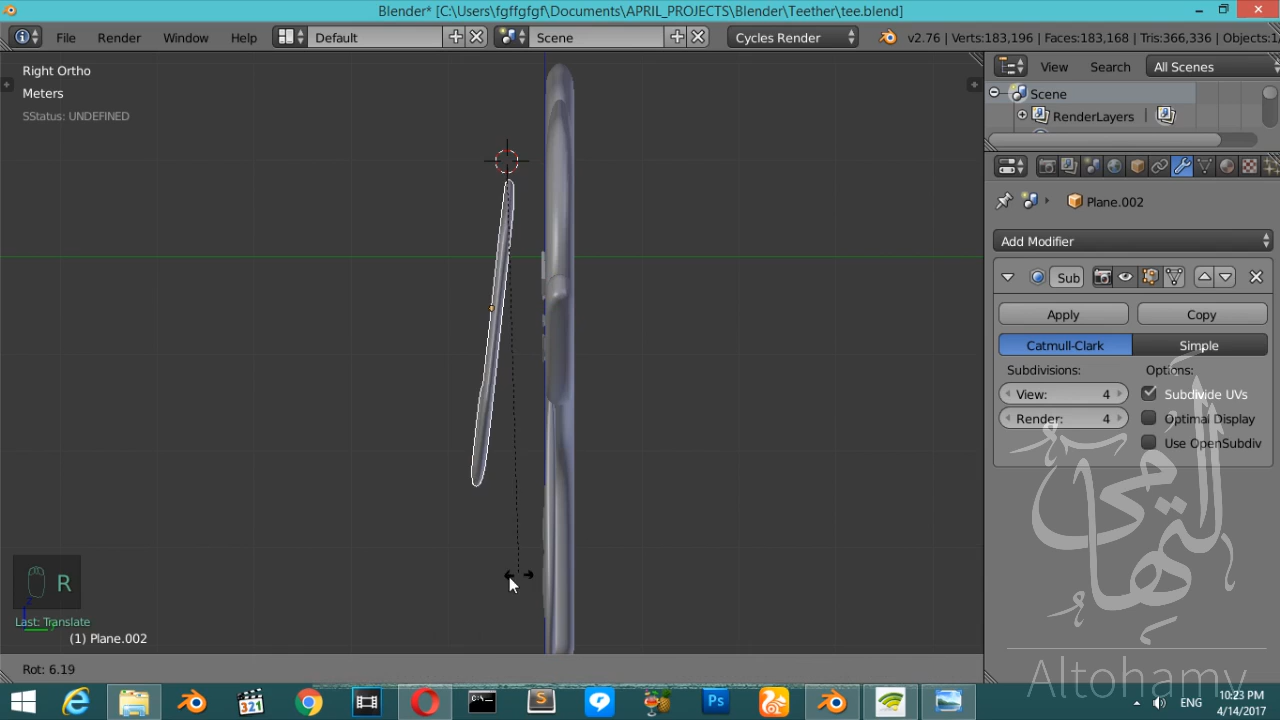 Blender* [C:\Users\fgffgfgf\Documents\APRIL_PROJECTS\Blender\Teether\tee.blend]
File Render Window Help Default Scene Cycles Render v2.76 | Verts:183,196 | Faces:183,168 | Tris:366,336 | Objects:1/
Right Ortho
Meters
SStatus: UNDEFINED
View Search All Scenes
Scene
RenderLayers
Plane.002
Add Modifier
Sub
Apply Copy
Catmull-Clark Simple
Subdivisions: Options:
View: 4 Subdivide UVs
Render: 4 Optimal Display
Use OpenSubdiv
التهامي
R
Last: Translate
(1) Plane.002
Rot: 6.19
Altohamy
321
Ps
ENG
10:23 PM
4/14/2017